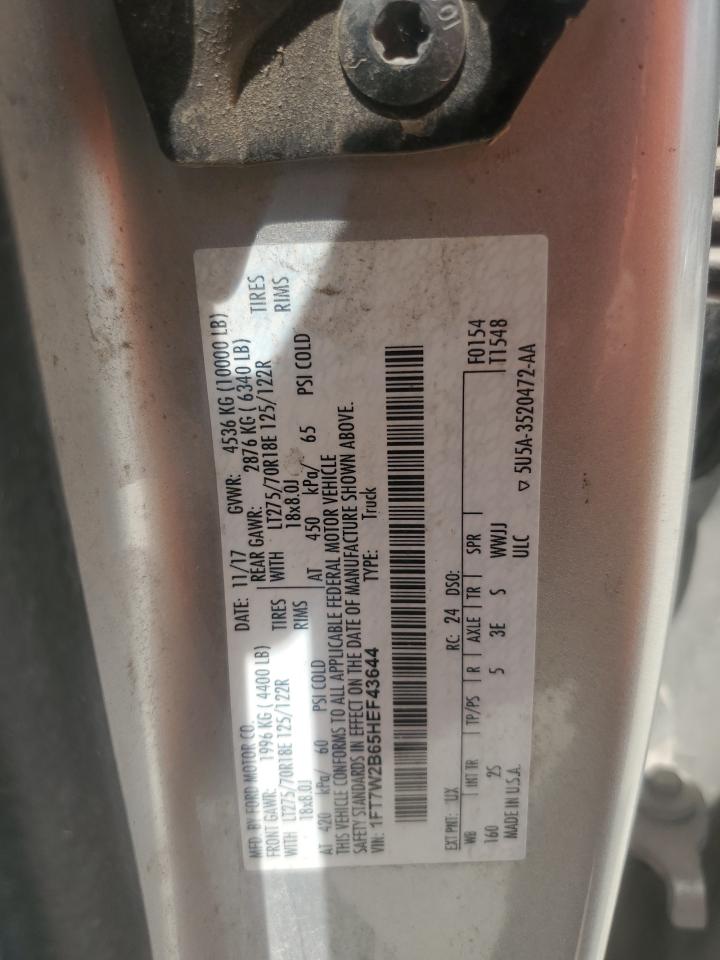 10
MFD. BY FORD MOTOR CO.
DATE: 11/17 GVWR: 4536 KG (10000 LB)
FRONT GAWR: 1996 KG ( 4400 LB) REAR GAWR: 2876 KG ( 6340 LB)
WITH LT275/70R18E 125/122R TIRES WITH LT275/70R18E 125/122R TIRES
18x8.0J RIMS 18x8.0J RIMS
AT 420 kPa/ 60 PSI COLD AT 450 kPa/ 65 PSI COLD
THIS VEHICLE CONFORMS TO ALL APPLICABLE FEDERAL MOTOR VEHICLE
SAFETY STANDARDS IN EFFECT ON THE DATE OF MANUFACTURE SHOWN ABOVE.
VIN: 1FT7W2B65HEF43644 TYPE: Truck
EXT PNT: UX RC: 24 DSO: F0154
WB INT TR TP/PS R AXLE TR SPR T1548
160 2S 5 3E S WWJJ
MADE IN U.S.A. ULC ▽ 5U5A-3520472-AA